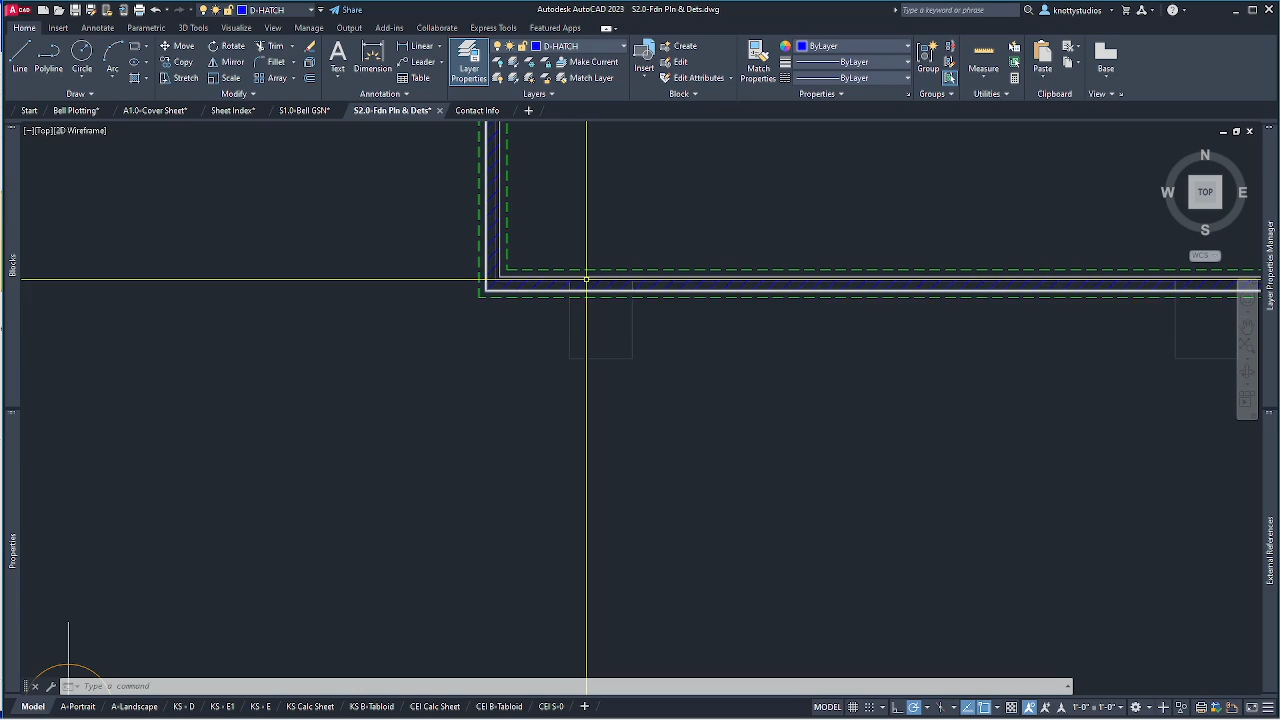 CAD
D-HATCH
Share
Autodesk AutoCAD 2023 S2.0-Fdn Pln & Dets.dwg
Type a keyword or phrase
knottystudios
Home Insert Annotate Parametric 3D Tools Visualize View Manage Output Add-ins Collaborate Express Tools Featured Apps
Line Polyline Circle Arc
Move Rotate Trim
Copy Mirror Fillet
Stretch Scale Array
Text Dimension
Linear
Leader
Table
Layer Properties
D-HATCH
Make Current
Match Layer
Insert
Create
Edit
Edit Attributes
Match Properties
ByLayer
ByLayer
ByLayer
Group
Measure
Paste
Base
Draw Modify Annotation Layers Block Properties Groups Utilities Clipboard View
Start Bell Plotting* A1.0-Cover Sheet* Sheet Index* S1.0-Bell GSN* S2.0-Fdn Pln & Dets* Contact Info
[−][Top][2D Wireframe]
N
W TOP E
S
WCS
Blocks
Layer Properties Manager
Properties
External References
Type a command
Model A-Portrait A-Landscape KS - D KS - E1 KS - E KS Calc Sheet KS B-Tabloid CEI Calc Sheet CEI B-Tabloid CEI S-0
MODEL
1'-0" = 1'-0"